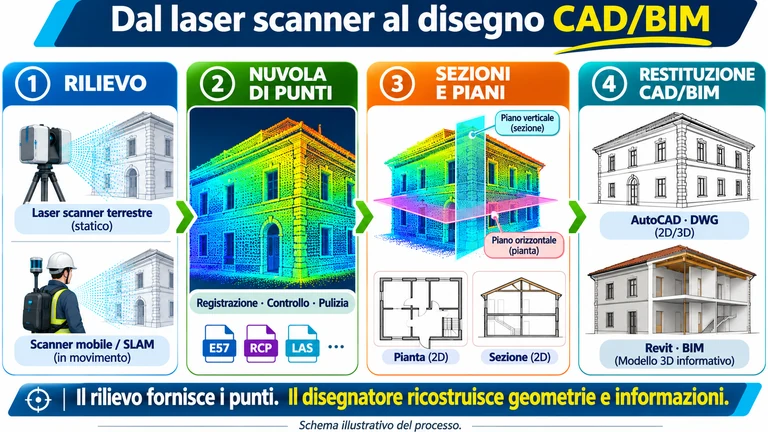 Dal laser scanner al disegno CAD/BIM
1 RILIEVO
Laser scanner terrestre
(statico)
Scanner mobile / SLAM
(in movimento)
2 NUVOLA
DI PUNTI
Registrazione · Controllo · Pulizia
E57 RCP LAS ...
3 SEZIONI
E PIANI
Piano verticale
(sezione)
Piano orizzontale
(pianta)
Pianta (2D) Sezione (2D)
4 RESTITUZIONE
CAD/BIM
AutoCAD · DWG
(2D/3D)
Revit · BIM
(Modello 3D informativo)
Il rilievo fornisce i punti. Il disegnatore ricostruisce geometrie e informazioni.
Schema illustrativo del processo.